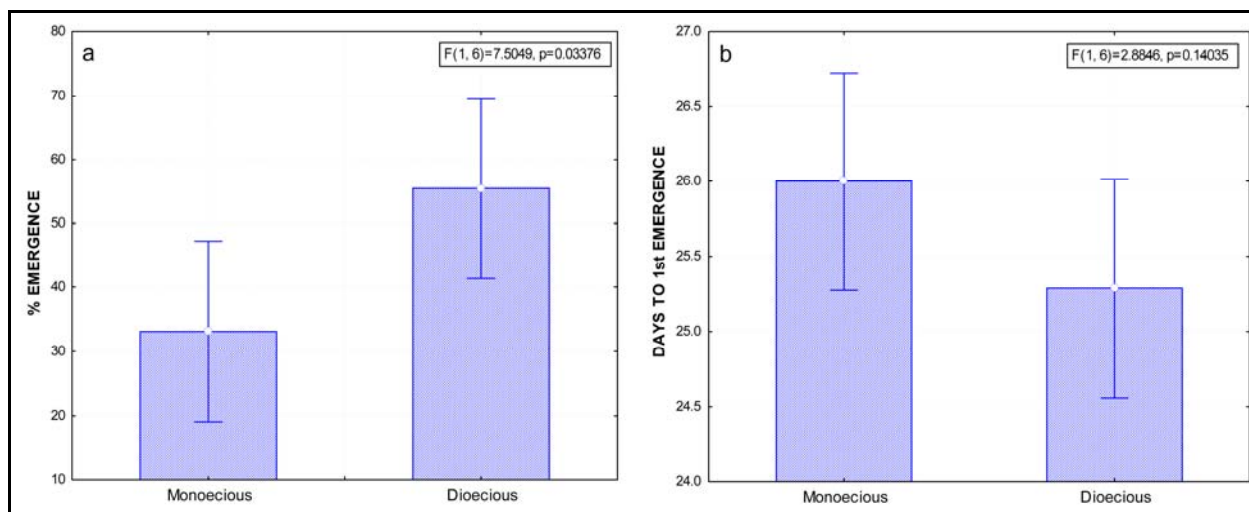 a
F(1, 6)=7.5049, p=0.03376
80
70
60
50
40
30
20
10
% EMERGENCE
Monoecious Dioecious
b
F(1, 6)=2.8846, p=0.14035
27.0
26.5
26.0
25.5
25.0
24.5
24.0
DAYS TO 1st EMERGENCE
Monoecious Dioecious